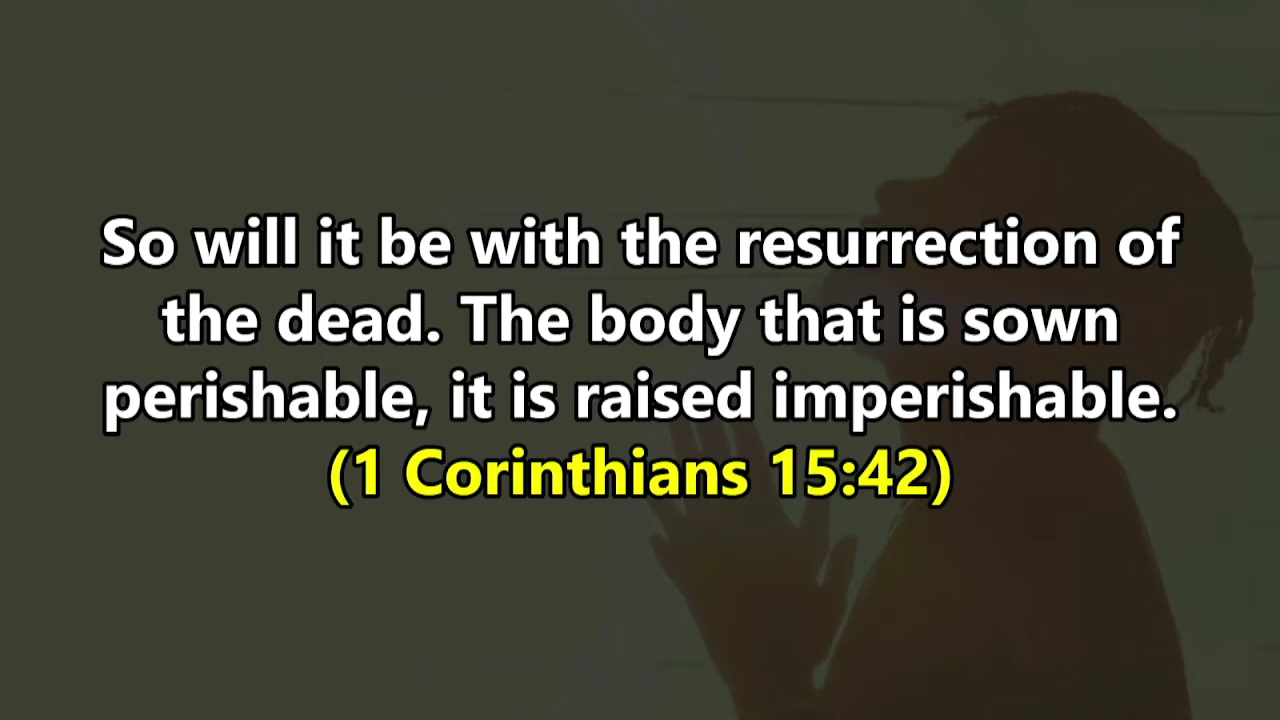 So will it be with the resurrection of
the dead. The body that is sown
perishable, it is raised imperishable.
(1 Corinthians 15:42)